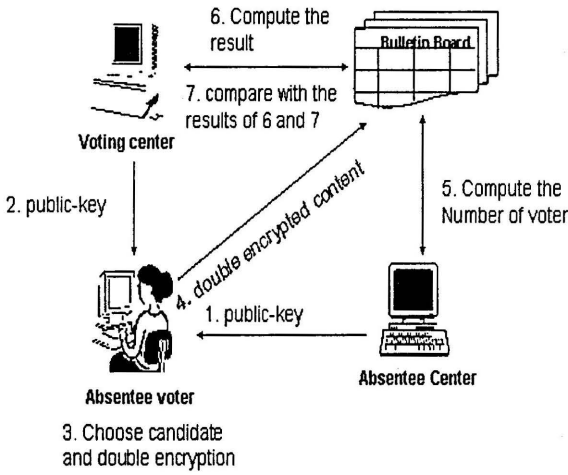 6. Compute the
result
Bulletin Board
7. compare with the
results of 6 and 7
Voting center
2. public-key
4. double encrypted content
5. Compute the
Number of voter
1. public-key
Absentee voter
Absentee Center
3. Choose candidate
and double encryption